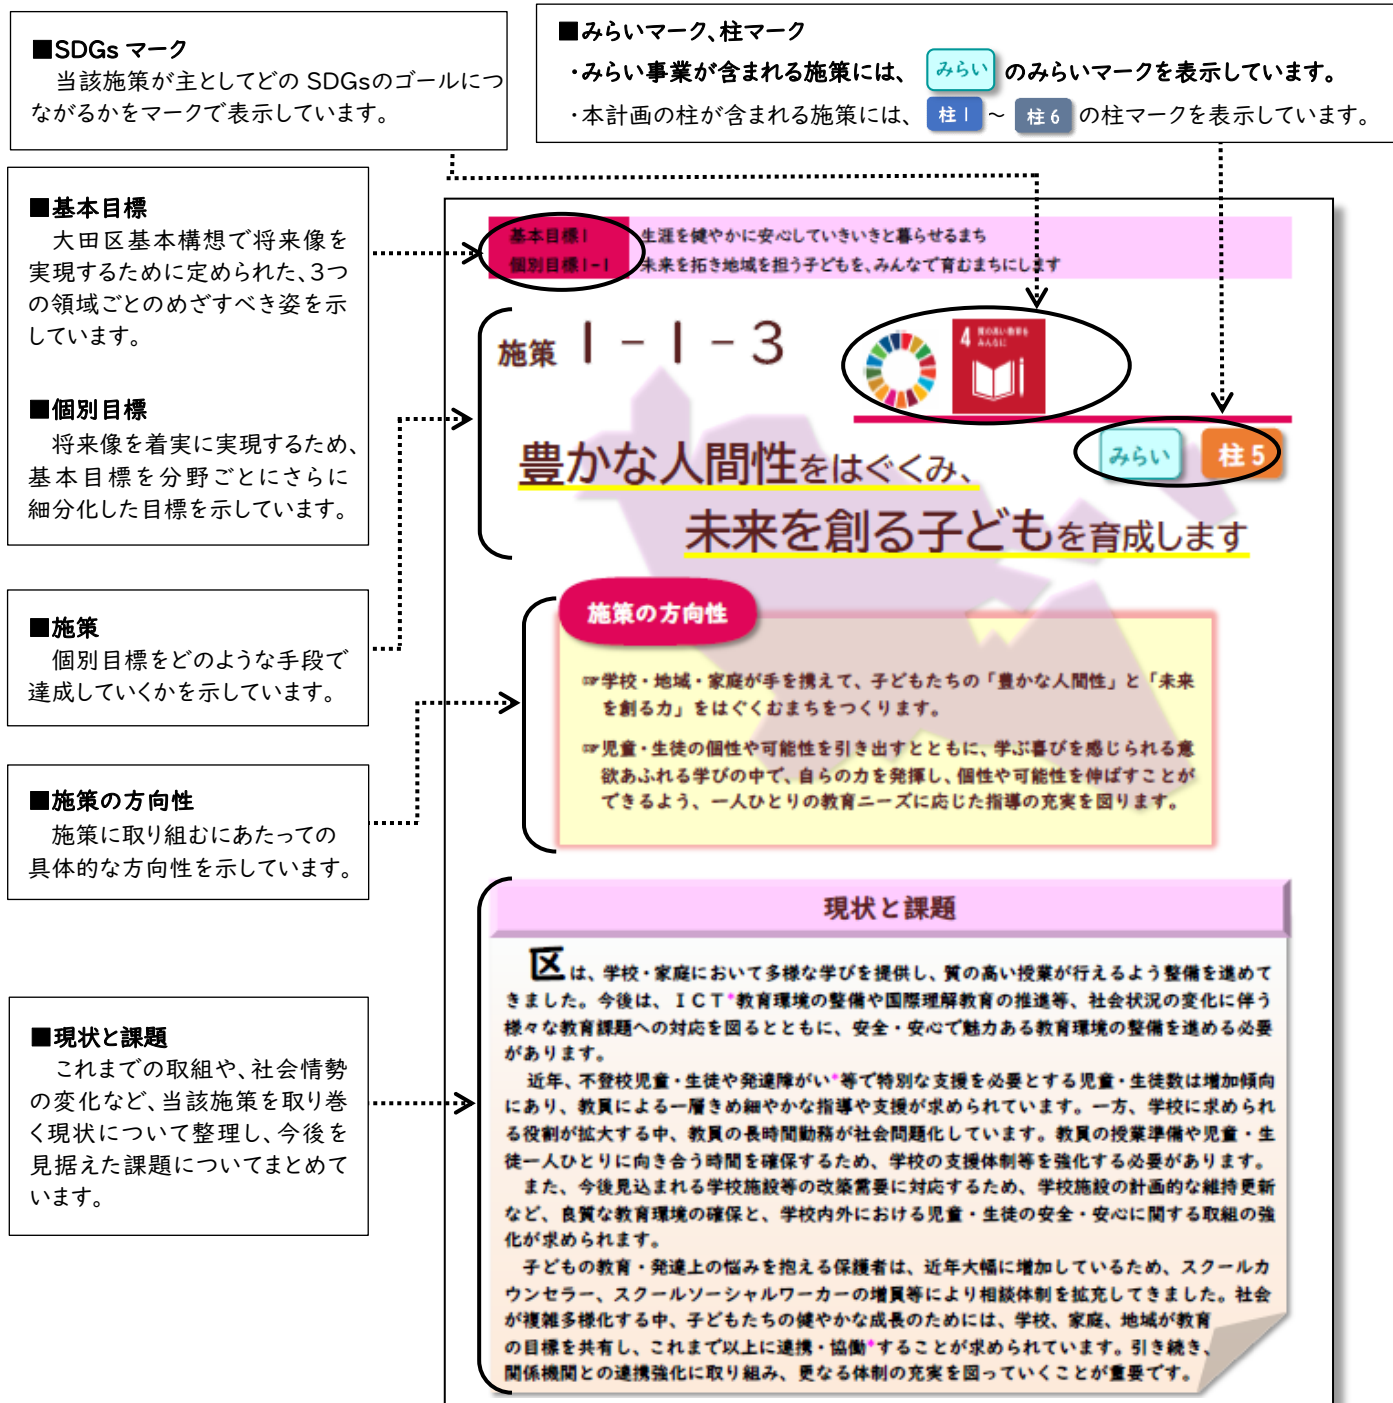 ■SDGs マーク
当該施策が主としてどの SDGsのゴールにつ
ながるかをマークで表示しています。
■みらいマーク、柱マーク
・みらい事業が含まれる施策には、 みらい のみらいマークを表示しています。
・本計画の柱が含まれる施策には、 柱1 ～ 柱6 の柱マークを表示しています。
■基本目標
大田区基本構想で将来像を
実現するために定められた、3つ
の領域ごとのめざすべき姿を示
しています。
■個別目標
将来像を着実に実現するため、
基本目標を分野ごとにさらに
細分化した目標を示しています。
■施策
個別目標をどのような手段で
達成していくかを示しています。
■施策の方向性
施策に取り組むにあたっての
具体的な方向性を示しています。
■現状と課題
これまでの取組や、社会情勢
の変化など、当該施策を取り巻
く現状について整理し、今後を
見据えた課題についてまとめて
います。
基本目標1 生涯を健やかに安心していきいきと暮らせるまち
個別目標1-1 未来を拓き地域を担う子どもを、みんなで育むまちにします
施策 1－1－3
4 質の高い教育を
みんなに
みらい 柱5
豊かな人間性をはぐくみ、
未来を創る子どもを育成します
施策の方向性
☞学校・地域・家庭が手を携えて、子どもたちの「豊かな人間性」と「未来
を創る力」をはぐくむまちをつくります。
☞児童・生徒の個性や可能性を引き出すとともに、学ぶ喜びを感じられる意
欲あふれる学びの中で、自らの力を発揮し、個性や可能性を伸ばすことが
できるよう、一人ひとりの教育ニーズに応じた指導の充実を図ります。
現状と課題
区は、学校・家庭において多様な学びを提供し、質の高い授業が行えるよう整備を進めて
きました。今後は、ＩＣＴ*教育環境の整備や国際理解教育の推進等、社会状況の変化に伴う
様々な教育課題への対応を図るとともに、安全・安心で魅力ある教育環境の整備を進める必要
があります。
近年、不登校児童・生徒や発達障がい*等で特別な支援を必要とする児童・生徒数は増加傾向
にあり、教員による一層きめ細やかな指導や支援が求められています。一方、学校に求められ
る役割が拡大する中、教員の長時間勤務が社会問題化しています。教員の授業準備や児童・生
徒一人ひとりに向き合う時間を確保するため、学校の支援体制等を強化する必要があります。
また、今後見込まれる学校施設等の改築需要に対応するため、学校施設の計画的な維持更新
など、良質な教育環境の確保と、学校内外における児童・生徒の安全・安心に関する取組の強
化が求められます。
子どもの教育・発達上の悩みを抱える保護者は、近年大幅に増加しているため、スクールカ
ウンセラー、スクールソーシャルワーカーの増員等により相談体制を拡充してきました。社会
が複雑多様化する中、子どもたちの健やかな成長のためには、学校、家庭、地域が教育
の目標を共有し、これまで以上に連携・協働*することが求められています。引き続き、
関係機関との連携強化に取り組み、更なる体制の充実を図っていくことが重要です。